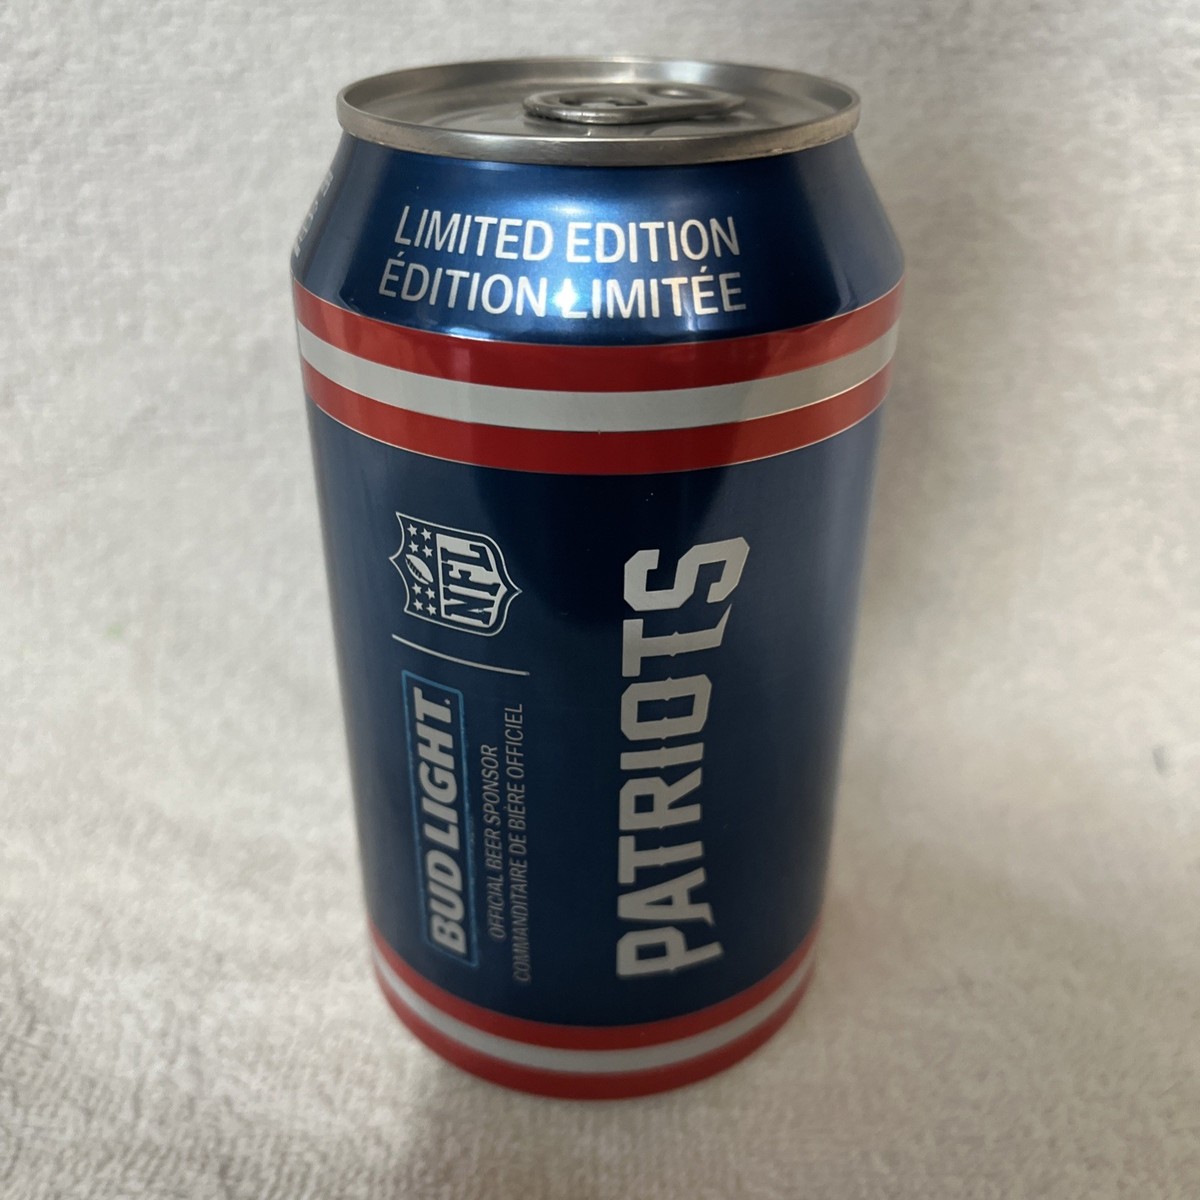 LIMITED EDITION
ÉDITION LIMITÉE
NFL
BUD LIGHT.
OFFICIAL BEER SPONSOR
COMMANDITAIRE DE BIÈRE OFFICIEL
PATRIOTS